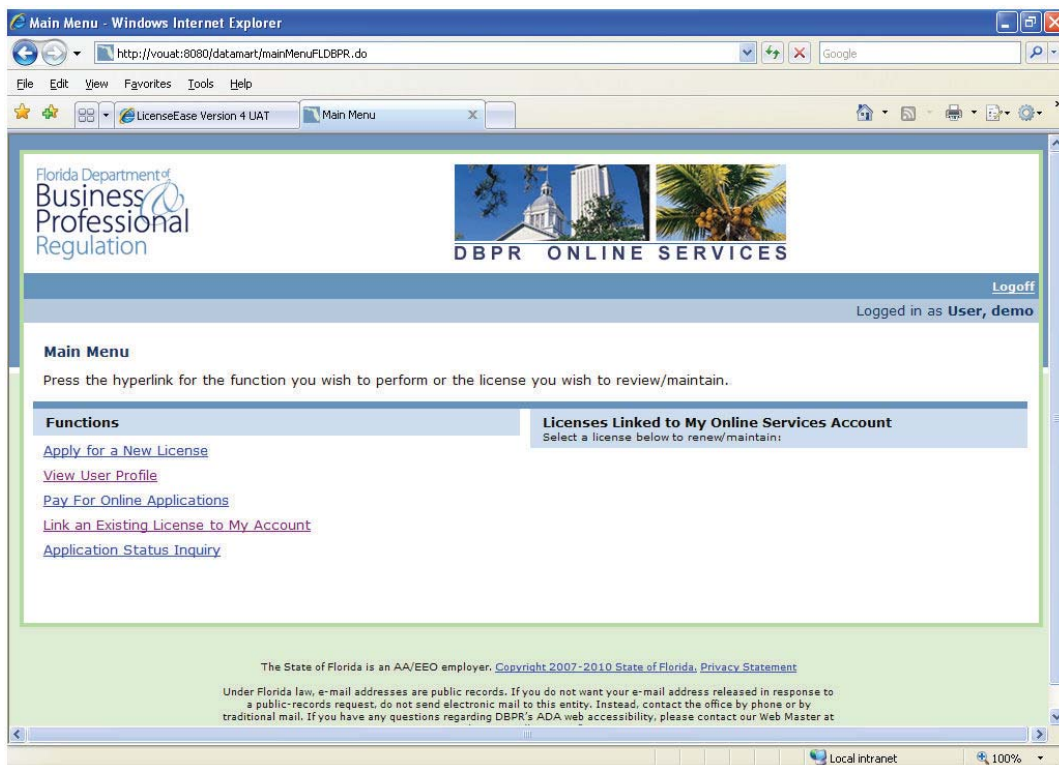 Main Menu - Windows Internet Explorer
http://vouat:8080/datamart/mainMenuFLDBPR.do
Google
File Edit View Favorites Tools Help
LicenseEase Version 4 UAT
Main Menu
Florida Department of
Business &
Professional
Regulation
DBPR ONLINE SERVICES
Logoff
Logged in as User, demo
Main Menu
Press the hyperlink for the function you wish to perform or the license you wish to review/maintain.
Functions
Apply for a New License
View User Profile
Pay For Online Applications
Link an Existing License to My Account
Application Status Inquiry
Licenses Linked to My Online Services Account
Select a license below to renew/maintain:
The State of Florida is an AA/EEO employer. Copyright 2007-2010 State of Florida. Privacy Statement
Under Florida law, e-mail addresses are public records. If you do not want your e-mail address released in response to
a public-records request, do not send electronic mail to this entity. Instead, contact the office by phone or by
traditional mail. If you have any questions regarding DBPR's ADA web accessibility, please contact our Web Master at
Local intranet
100%